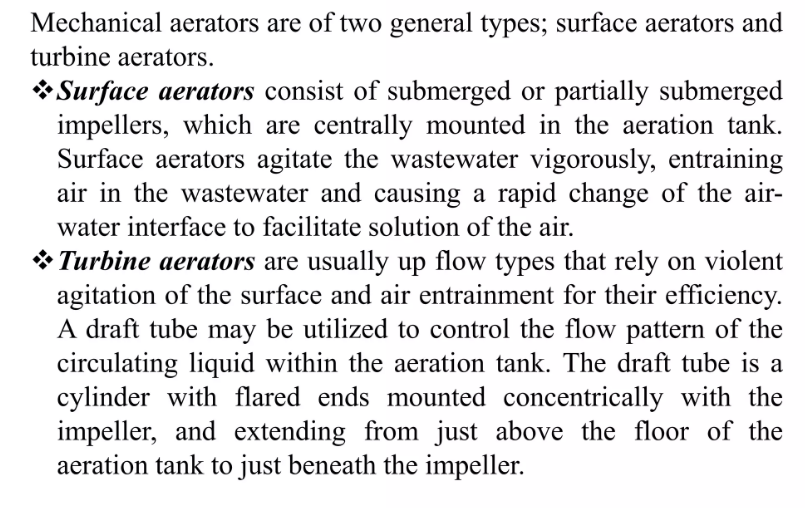 Mechanical aerators are of two general types; surface aerators and
turbine aerators.
❖Surface aerators consist of submerged or partially submerged
impellers, which are centrally mounted in the aeration tank.
Surface aerators agitate the wastewater vigorously, entraining
air in the wastewater and causing a rapid change of the air-
water interface to facilitate solution of the air.
❖Turbine aerators are usually up flow types that rely on violent
agitation of the surface and air entrainment for their efficiency.
A draft tube may be utilized to control the flow pattern of the
circulating liquid within the aeration tank. The draft tube is a
cylinder with flared ends mounted concentrically with the
impeller, and extending from just above the floor of the
aeration tank to just beneath the impeller.